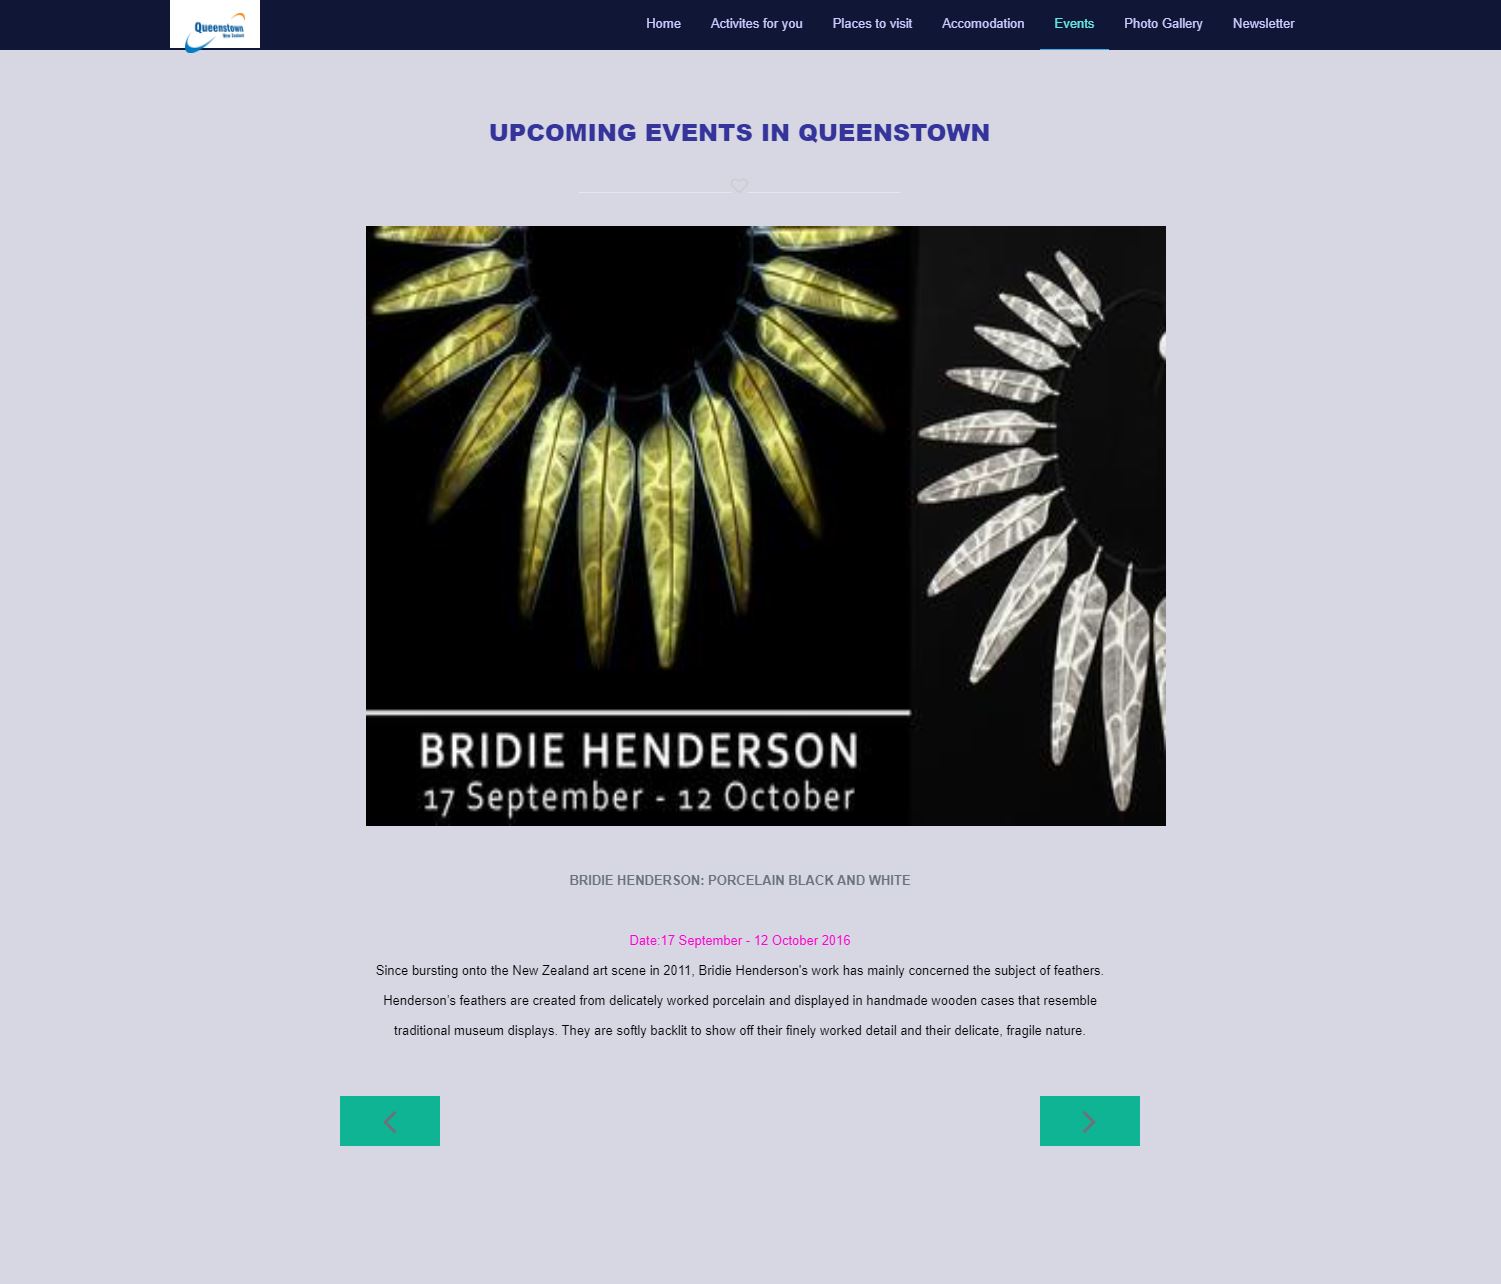 Queenstown
New Zealand
Home Activites for you Places to visit Accomodation Events Photo Gallery Newsletter
UPCOMING EVENTS IN QUEENSTOWN
BRIDIE HENDERSON
17 September - 12 October
BRIDIE HENDERSON: PORCELAIN BLACK AND WHITE
Date:17 September - 12 October 2016
Since bursting onto the New Zealand art scene in 2011, Bridie Henderson's work has mainly concerned the subject of feathers.
Henderson's feathers are created from delicately worked porcelain and displayed in handmade wooden cases that resemble
traditional museum displays. They are softly backlit to show off their finely worked detail and their delicate, fragile nature.